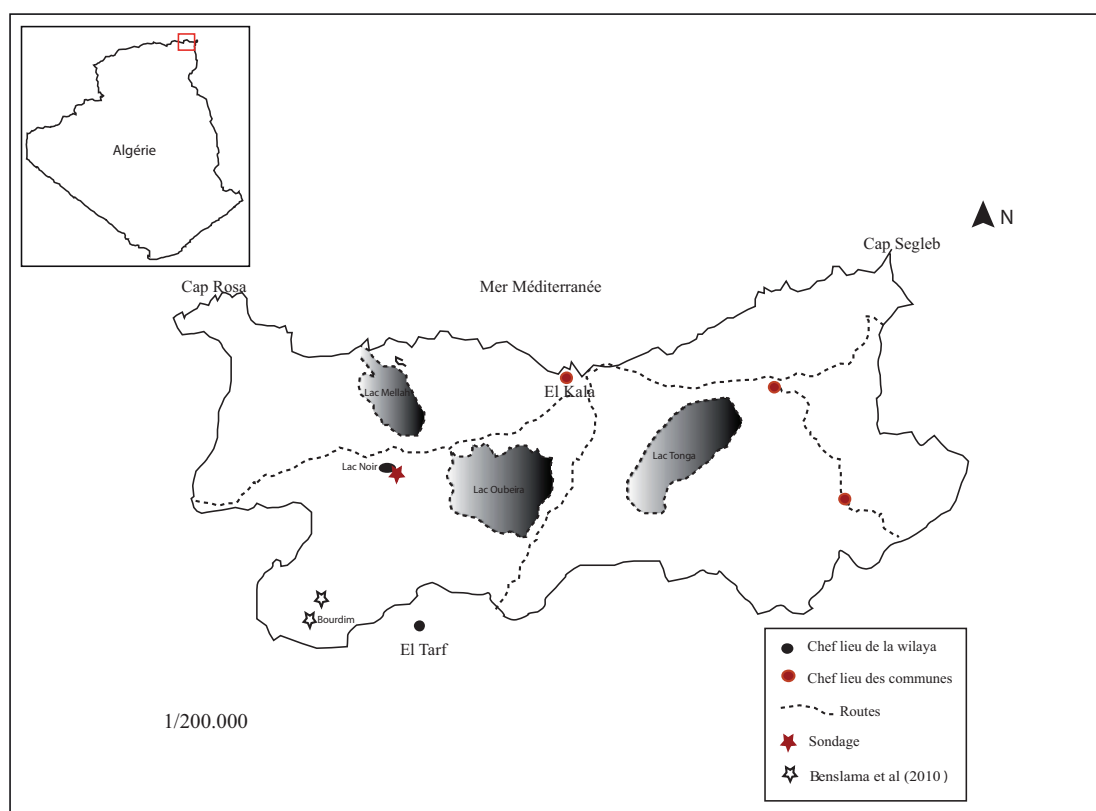 Algérie
N
Cap Segleb
Cap Rosa
Mer Méditerranée
El Kala
Lac Mellah
Lac Tonga
Lac Noir
Lac Oubeira
Bourdim
El Tarf
1/200.000
Chef lieu de la wilaya
Chef lieu des communes
Routes
Sondage
Benslama et al (2010)